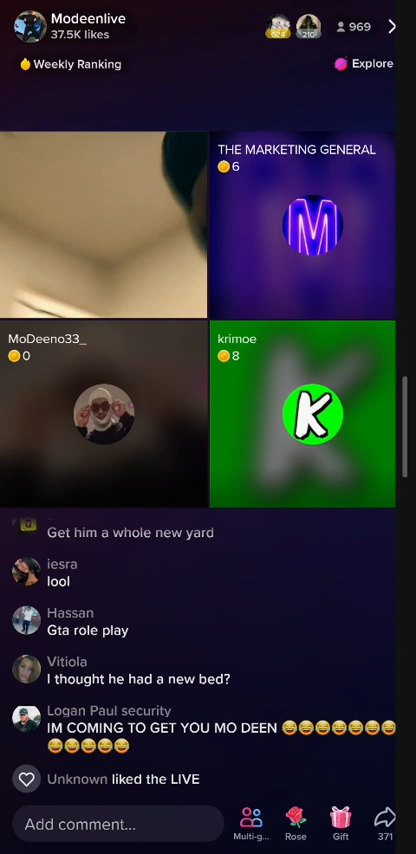 Modeenlive
37.5K likes
524
210
969
Weekly Ranking
Explore
THE MARKETING GENERAL
6
M
MoDeeno33_
0
krimoe
8
K
Get him a whole new yard
iesra
lool
Hassan
Gta role play
Vitiola
I thought he had a new bed?
Logan Paul security
IM COMING TO GET YOU MO DEEN 😂😂😂😂😂😂😂
😂😂😂😂😂
Unknown liked the LIVE
Add comment...
Multi-g...
Rose
Gift
371